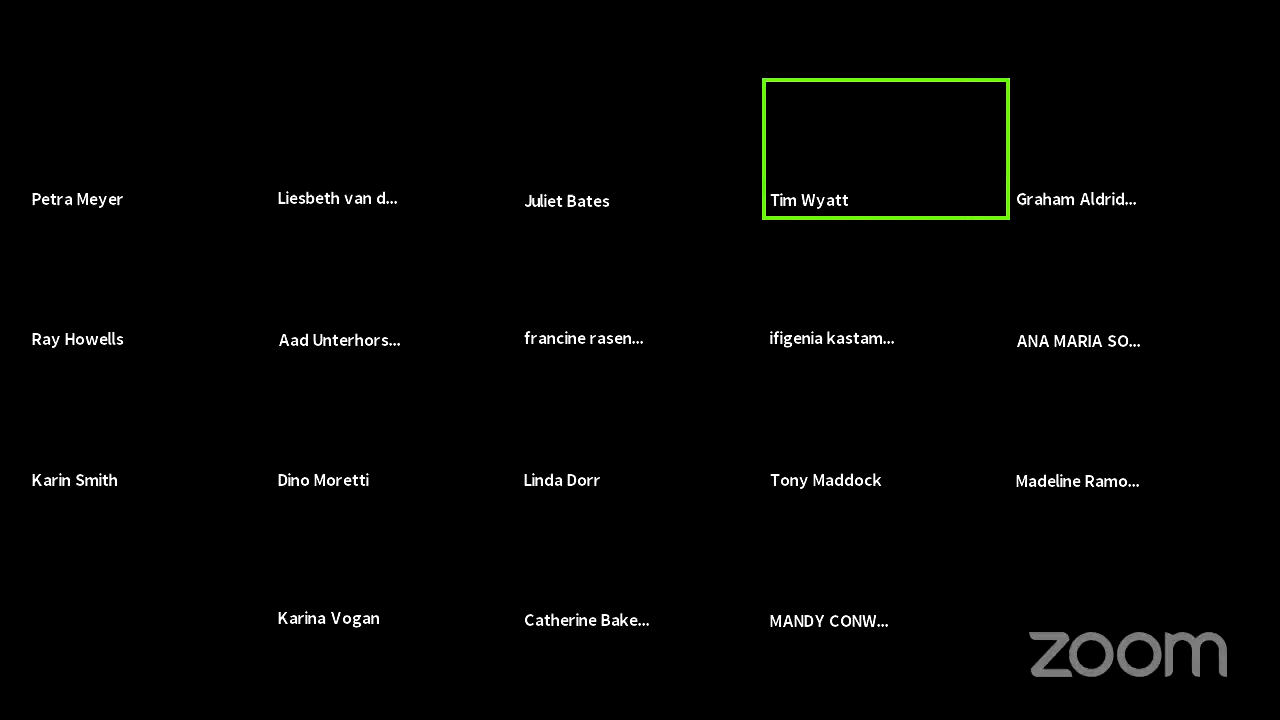 Petra Meyer
Liesbeth van d...
Juliet Bates
Tim Wyatt
Graham Aldrid...
Ray Howells
Aad Unterhors...
francine rasen...
ifigenia kastam...
ANA MARIA SO...
Karin Smith
Dino Moretti
Linda Dorr
Tony Maddock
Madeline Ramo...
Karina Vogan
Catherine Bake...
MANDY CONW...
zoom